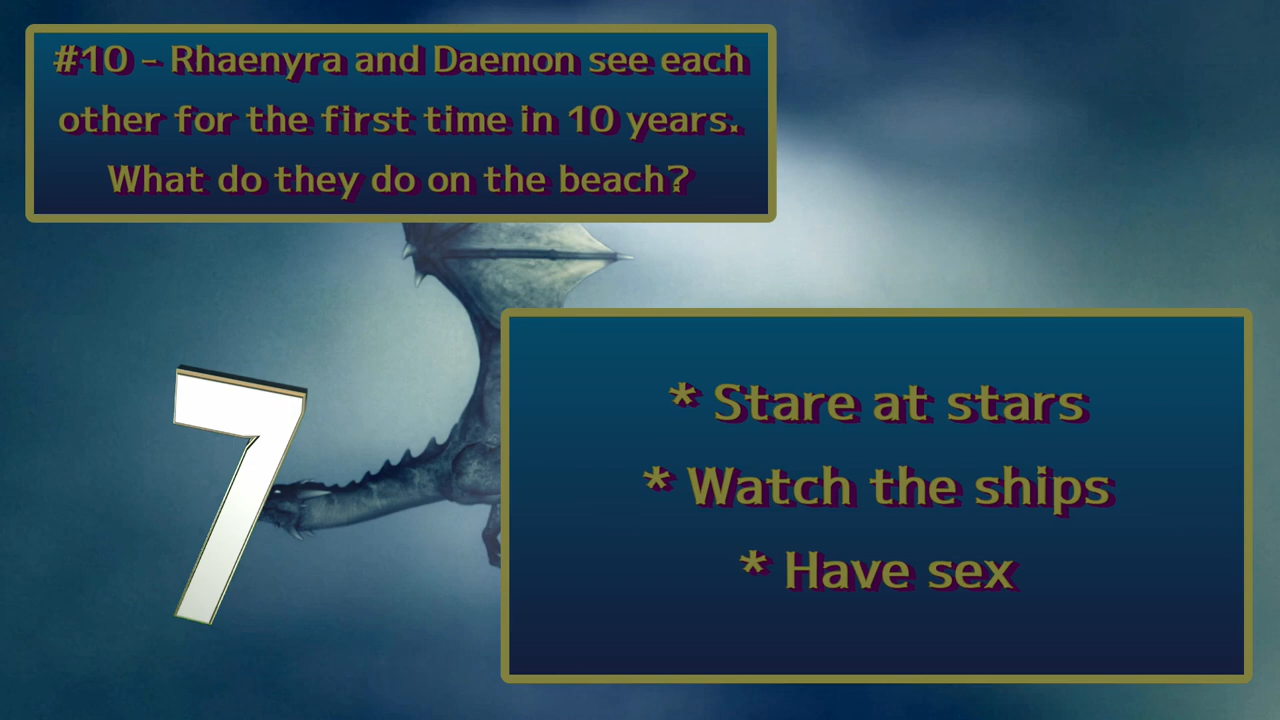 #10 - Rhaenyra and Daemon see each
other for the first time in 10 years.
What do they do on the beach?
* Stare at stars
* Watch the ships
* Have sex
7